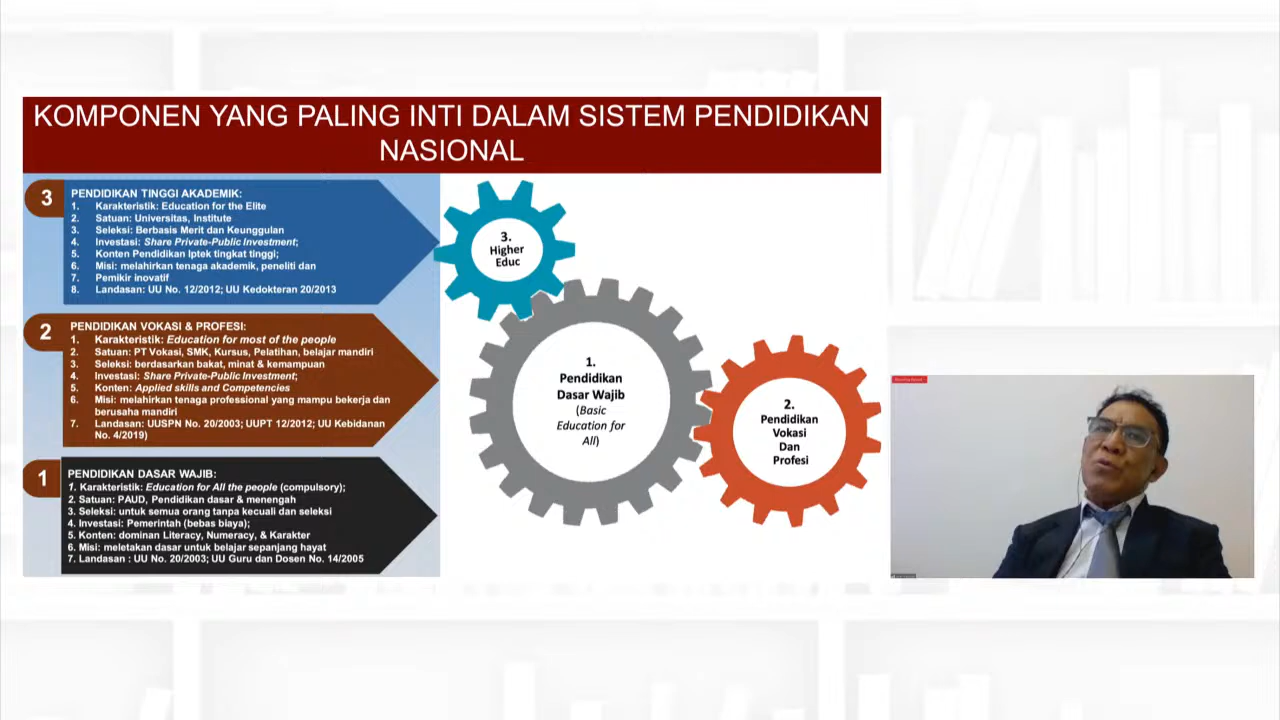 KOMPONEN YANG PALING INTI DALAM SISTEM PENDIDIKAN
NASIONAL
3
PENDIDIKAN TINGGI AKADEMIK:
1. Karakteristik: Education for the Elite
2. Satuan: Universitas, Institute
3. Seleksi: Berbasis Merit dan Keunggulan
4. Investasi: Share Private-Public Investment;
5. Konten Pendidikan Iptek tingkat tinggi;
6. Misi: melahirkan tenaga akademik, peneliti dan
7. Pemikir inovatif
8. Landasan: UU No. 12/2012; UU Kedokteran 20/2013
2
PENDIDIKAN VOKASI & PROFESI:
1. Karakteristik: Education for most of the people
2. Satuan: PT Vokasi, SMK, Kursus, Pelatihan, belajar mandiri
3. Seleksi: berdasarkan bakat, minat & kemampuan
4. Investasi: Share Private-Public Investment;
5. Konten: Applied skills and Competencies
6. Misi: melahirkan tenaga professional yang mampu bekerja dan
berusaha mandiri
7. Landasan: UUSPN No. 20/2003; UUPT 12/2012; UU Kebidanan
No. 4/2019)
1
PENDIDIKAN DASAR WAJIB:
1. Karakteristik: Education for All the people (compulsory);
2. Satuan: PAUD, Pendidikan dasar & menengah
3. Seleksi: untuk semua orang tanpa kecuali dan seleksi
4. Investasi: Pemerintah (bebas biaya);
5. Konten: dominan Literacy, Numeracy, & Karakter
6. Misi: meletakan dasar untuk belajar sepanjang hayat
7. Landasan : UU No. 20/2003; UU Guru dan Dosen No. 14/2005
3.
Higher
Educ
1.
Pendidikan
Dasar Wajib
(Basic
Education for
All)
2.
Pendidikan
Vokasi
Dan
Profesi